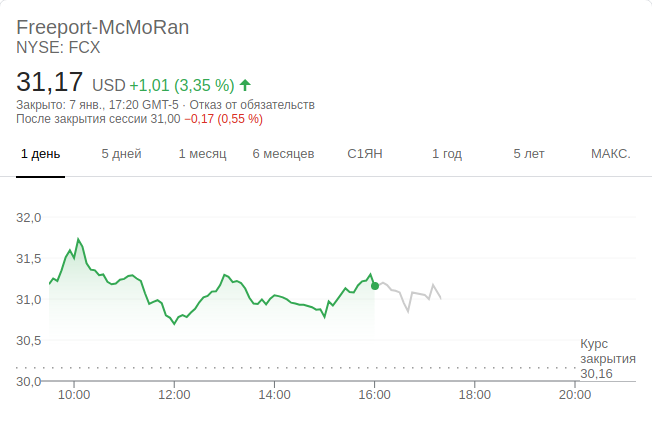 Freeport-McMoRan
NYSE: FCX
31,17 USD +1,01 (3,35 %)
Закрыто: 7 янв., 17:20 GMT-5 · Отказ от обязательств
После закрытия сессии 31,00 −0,17 (0,55 %)
1 день 5 дней 1 месяц 6 месяцев С1ЯН 1 год 5 лет МАКС.
32,0
31,5
31,0
30,5
30,0
Курс
закрытия
30,16
10:00 12:00 14:00 16:00 18:00 20:00